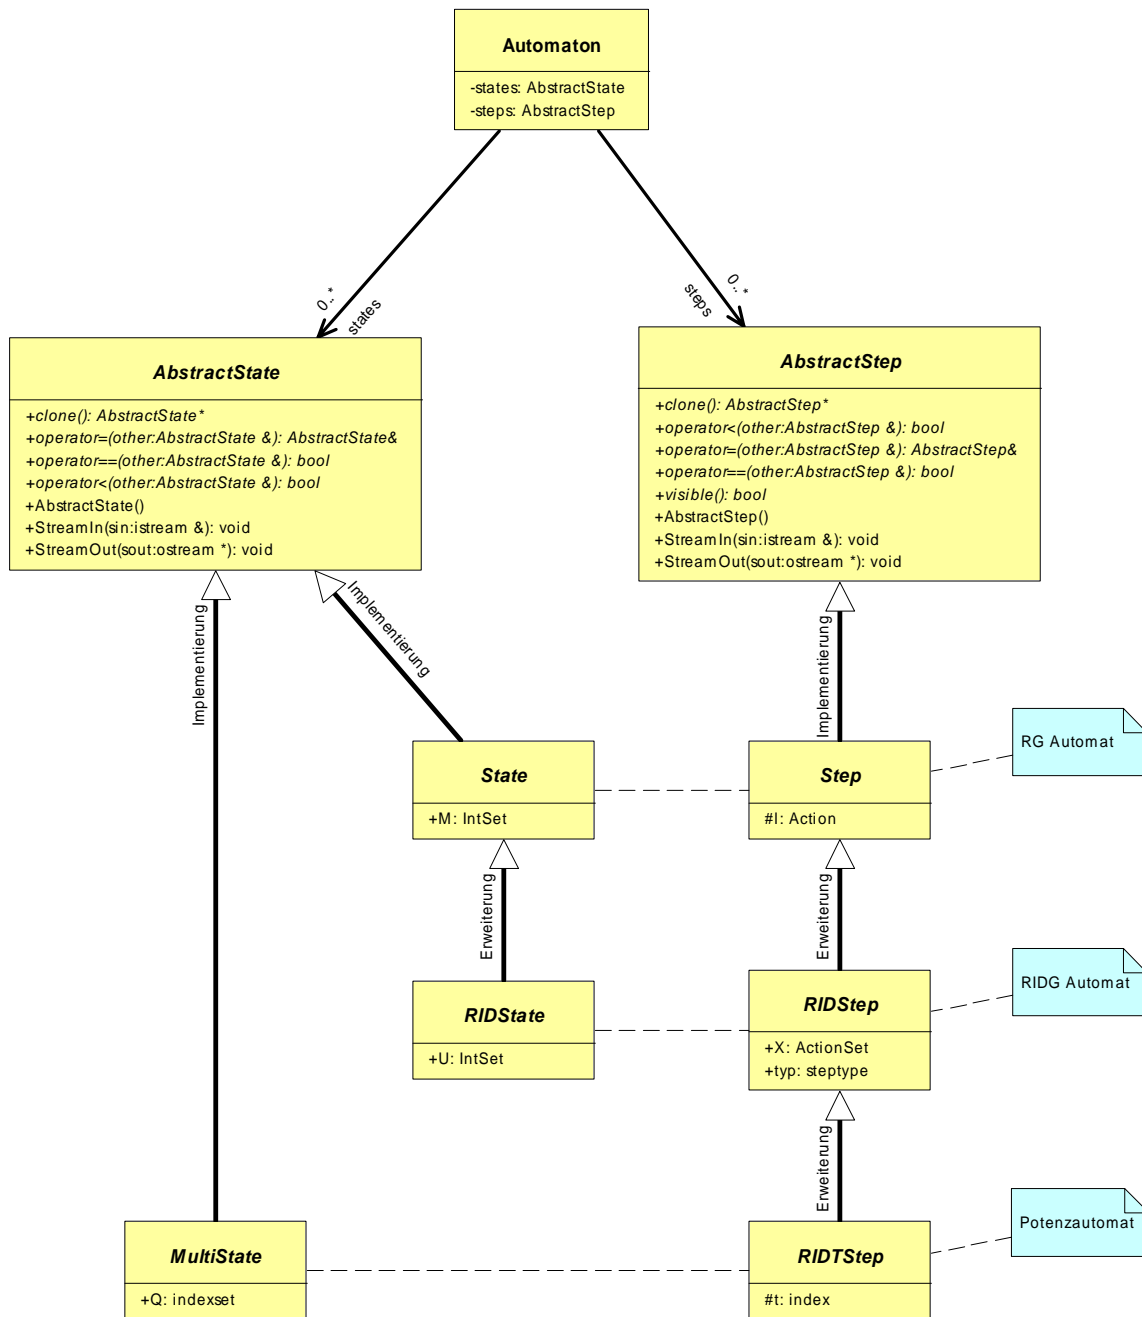 Automaton
-states: AbstractState
-steps: AbstractStep
0..*
states
0..*
steps
AbstractState
+clone(): AbstractState*
+operator=(other:AbstractState &): AbstractState&
+operator==(other:AbstractState &): bool
+operator<(other:AbstractState &): bool
+AbstractState()
+StreamIn(sin:istream &): void
+StreamOut(sout:ostream *): void
AbstractStep
+clone(): AbstractStep*
+operator<(other:AbstractStep &): bool
+operator=(other:AbstractStep &): AbstractStep&
+operator==(other:AbstractStep &): bool
+visible(): bool
+AbstractStep()
+StreamIn(sin:istream &): void
+StreamOut(sout:ostream *): void
Implementierung
Implementierung
Implementierung
State
+M: IntSet
Step
#l: Action
RG Automat
Erweiterung
Erweiterung
RIDState
+U: IntSet
RIDStep
+X: ActionSet
+typ: steptype
RIDG Automat
Erweiterung
MultiState
+Q: indexset
RIDTStep
#t: index
Potenzautomat